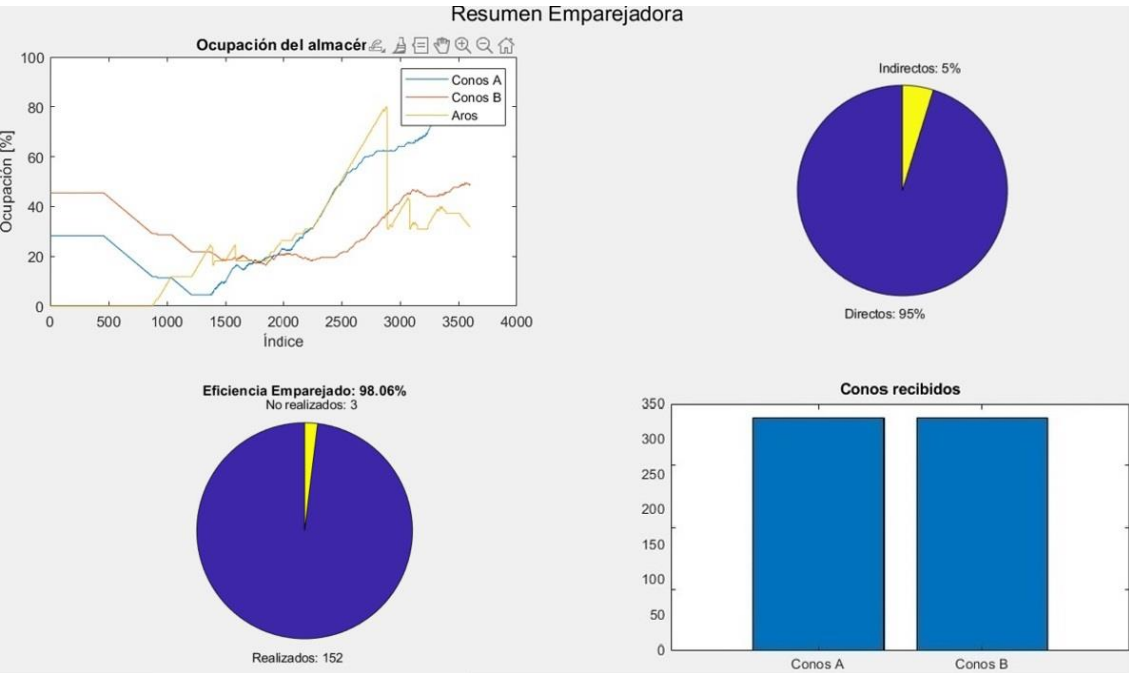 Resumen Emparejadora
Ocupación del almacér
100
80
60
40
20
0
Ocupación [%]
0 500 1000 1500 2000 2500 3000 3500 4000
Índice
Conos A
Conos B
Aros
Indirectos: 5%
Directos: 95%
Eficiencia Emparejado: 98.06%
No realizados: 3
Realizados: 152
Conos recibidos
350
300
250
200
150
100
50
0
Conos A Conos B